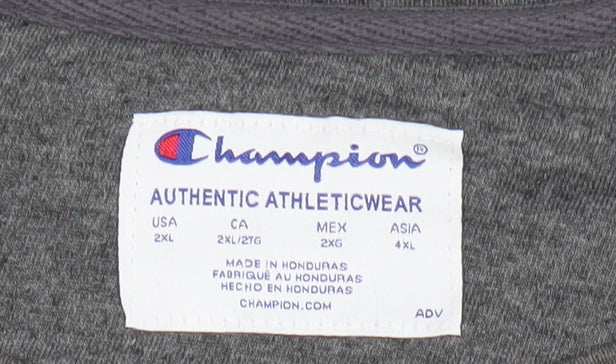 Champion®
AUTHENTIC ATHLETICWEAR
USA CA MEX ASIA
2XL 2XL/2TG 2XG 4XL
MADE IN HONDURAS
FABRIQUÉ AU HONDURAS
HECHO EN HONDURAS
CHAMPION.COM
ADV